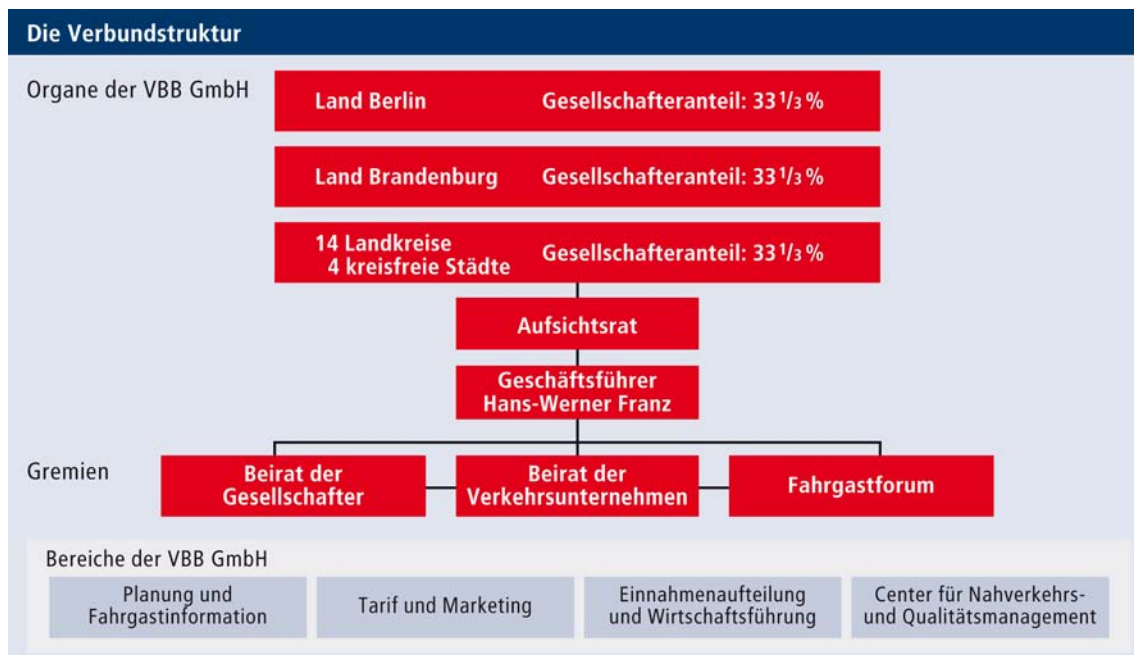 Die Verbundstruktur
Organe der VBB GmbH
Land Berlin Gesellschafteranteil: 33 1/3 %
Land Brandenburg Gesellschafteranteil: 33 1/3 %
14 Landkreise
4 kreisfreie Städte
Gesellschafteranteil: 33 1/3 %
Aufsichtsrat
Geschäftsführer
Hans-Werner Franz
Gremien
Beirat der
Gesellschafter
Beirat der
Verkehrsunternehmen
Fahrgastforum
Bereiche der VBB GmbH
Planung und
Fahrgastinformation
Tarif und Marketing
Einnahmenaufteilung
und Wirtschaftsführung
Center für Nahverkehrs-
und Qualitätsmanagement